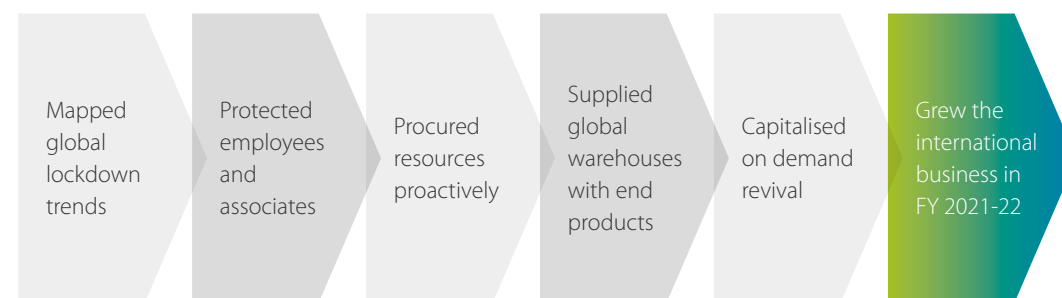 Mapped
global
lockdown
trends
Protected
employees
and
associates
Procured
resources
proactively
Supplied
global
warehouses
with end
products
Capitalised
on demand
revival
Grew the
international
business in
FY 2021-22